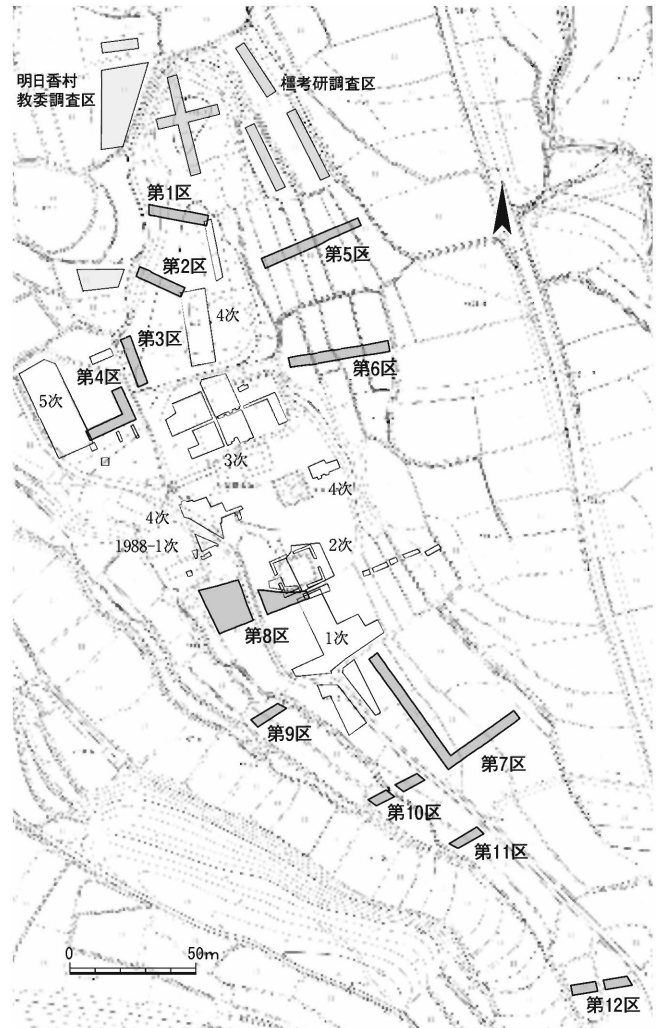 明日香村
教委調査区
橿考研調査区
第1区
第5区
第2区
4次
第3区
第6区
第4区
5次
3次
4次
4次
1988-1次
2次
第8区
1次
第9区
第7区
第10区
第11区
0 50m
第12区